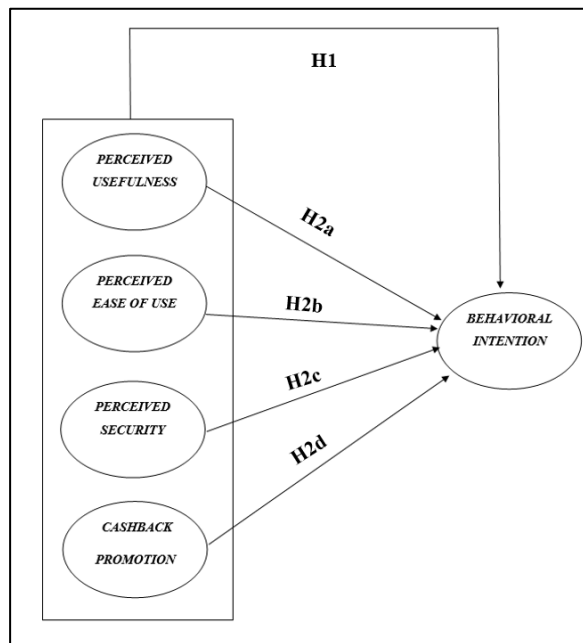 H1
PERCEIVED
USEFULNESS
H2a
PERCEIVED
EASE OF USE
H2b
BEHAVIORAL
INTENTION
H2c
PERCEIVED
SECURITY
H2d
CASHBACK
PROMOTION